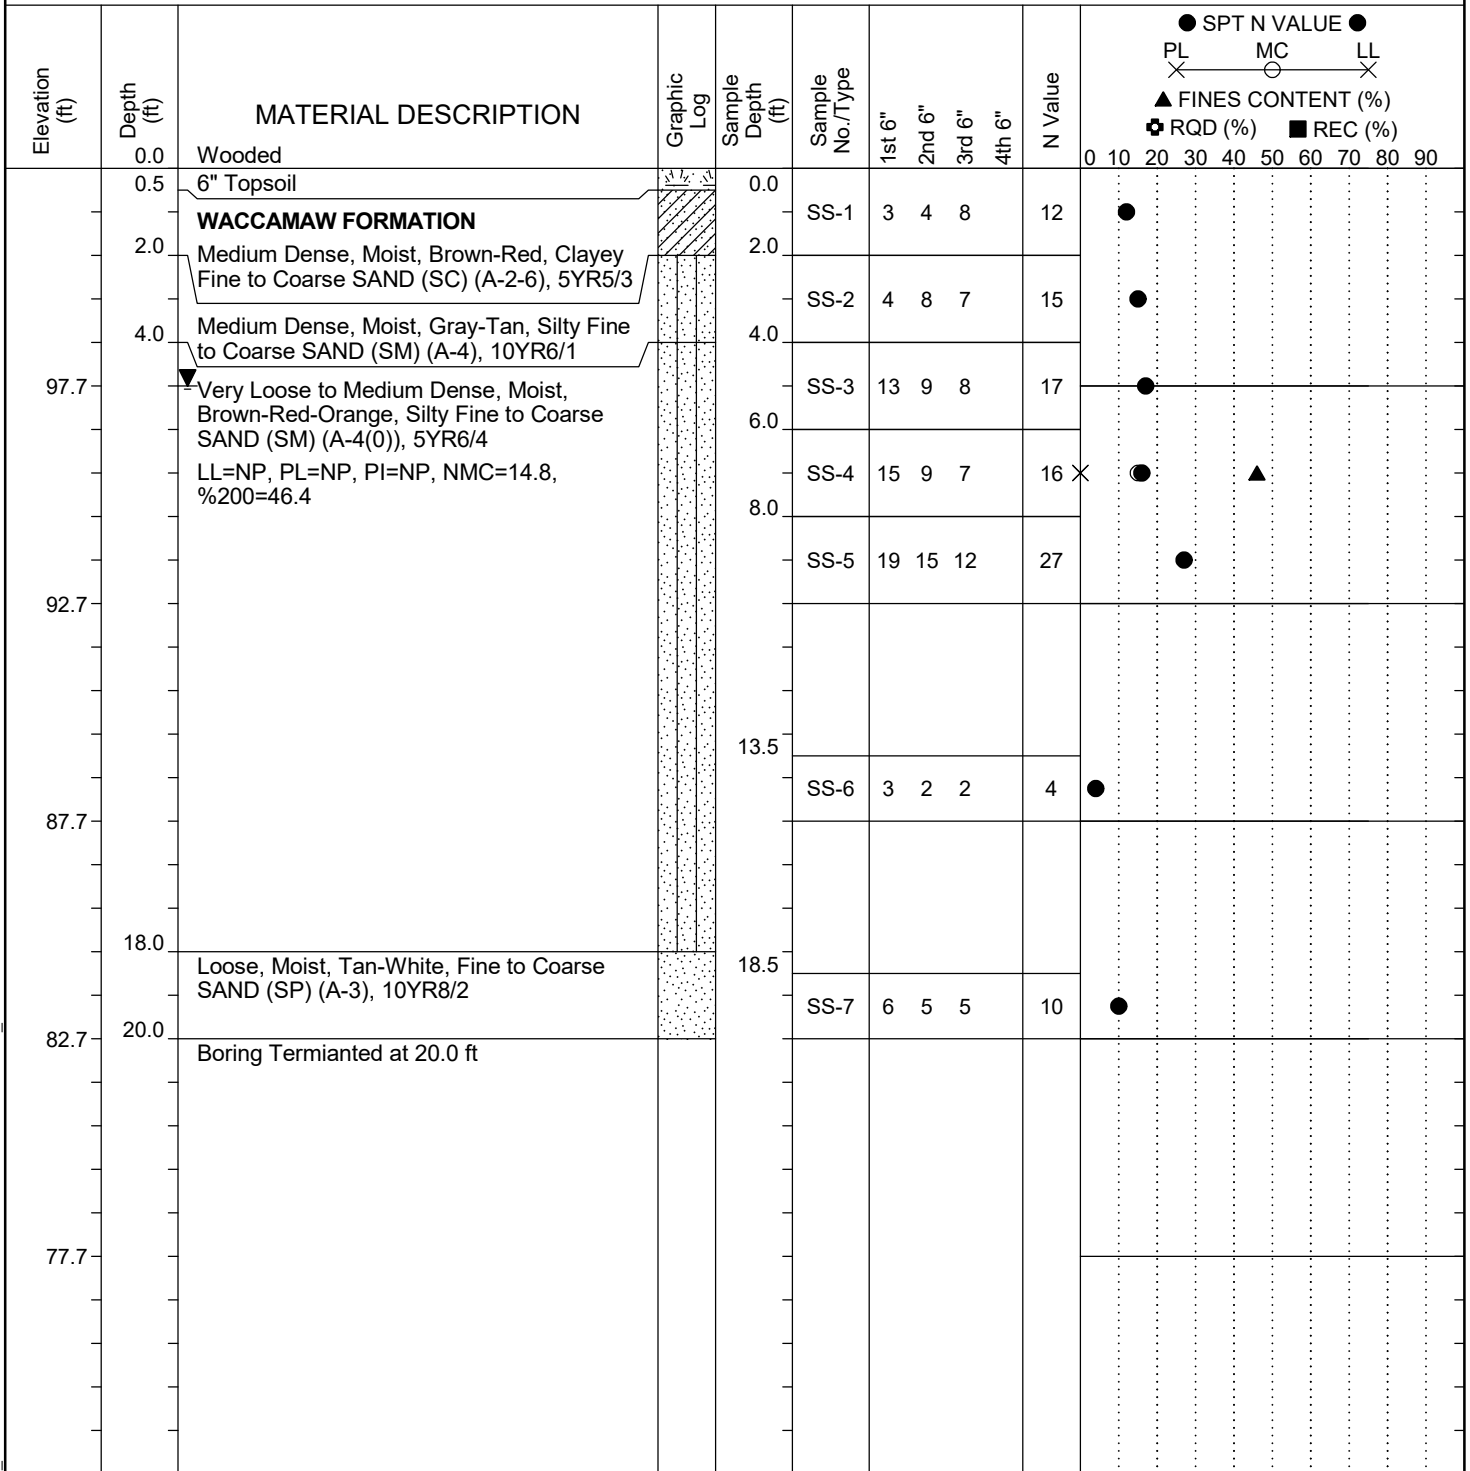 ● SPT N VALUE ●
PL MC LL
▲ FINES CONTENT (%)
RQD (%) ■ REC (%)
Elevation (ft)
Depth (ft)
MATERIAL DESCRIPTION
Graphic Log
Sample Depth (ft)
Sample No./Type
1st 6"
2nd 6"
3rd 6"
4th 6"
N Value
0 10 20 30 40 50 60 70 80 90
0.0 Wooded
0.5 6" Topsoil 0.0
WACCAMAW FORMATION
SS-1 3 4 8 12
2.0 Medium Dense, Moist, Brown-Red, Clayey 2.0
Fine to Coarse SAND (SC) (A-2-6), 5YR5/3
SS-2 4 8 7 15
Medium Dense, Moist, Gray-Tan, Silty Fine
4.0 to Coarse SAND (SM) (A-4), 10YR6/1 4.0
97.7 Very Loose to Medium Dense, Moist, SS-3 13 9 8 17
Brown-Red-Orange, Silty Fine to Coarse 6.0
SAND (SM) (A-4(0)), 5YR6/4
LL=NP, PL=NP, PI=NP, NMC=14.8, SS-4 15 9 7 16
%200=46.4 8.0
SS-5 19 15 12 27
92.7
13.5
SS-6 3 2 2 4
87.7
18.0
Loose, Moist, Tan-White, Fine to Coarse 18.5
SAND (SP) (A-3), 10YR8/2
SS-7 6 5 5 10
82.7 20.0
Boring Termianted at 20.0 ft
77.7